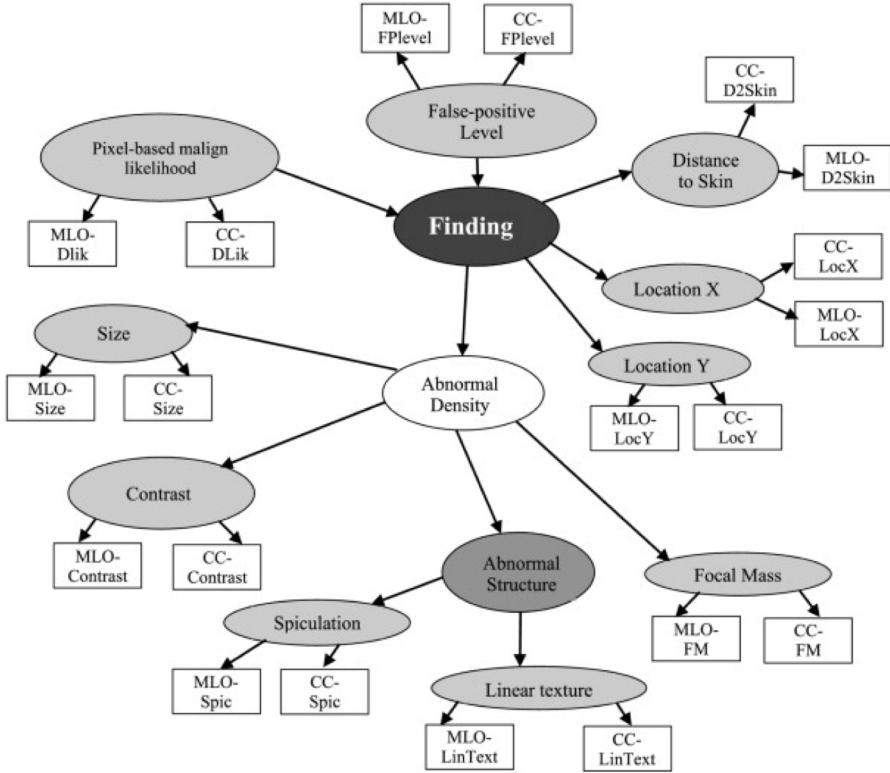 MLO-
FPlevel
CC-
FPlevel
False-positive
Level
CC-
D2Skin
Pixel-based malign
likelihood
Distance
to Skin
MLO-
D2Skin
MLO-
Dlik
CC-
DLik
Finding
CC-
LocX
Location X
MLO-
LocX
Size
Location Y
MLO-
Size
CC-
Size
Abnormal
Density
MLO-
LocY
CC-
LocY
Contrast
MLO-
Contrast
CC-
Contrast
Abnormal
Structure
Focal Mass
Spiculation
MLO-
FM
CC-
FM
MLO-
Spic
CC-
Spic
Linear texture
MLO-
LinText
CC-
LinText